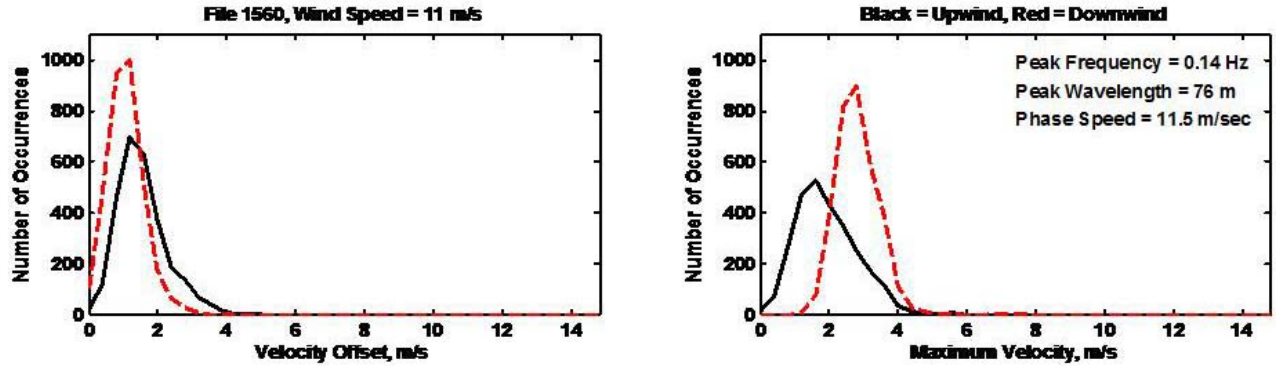 File 1560, Wind Speed = 11 m/s
Number of Occurrences
1000
800
600
400
200
0
0 2 4 6 8 10 12 14
Velocity Offset, m/s
Black = Upwind, Red = Downwind
Peak Frequency = 0.14 Hz
Peak Wavelength = 76 m
Phase Speed = 11.5 m/sec
Number of Occurrences
1000
800
600
400
200
0
0 2 4 6 8 10 12 14
Maximum Velocity, m/s